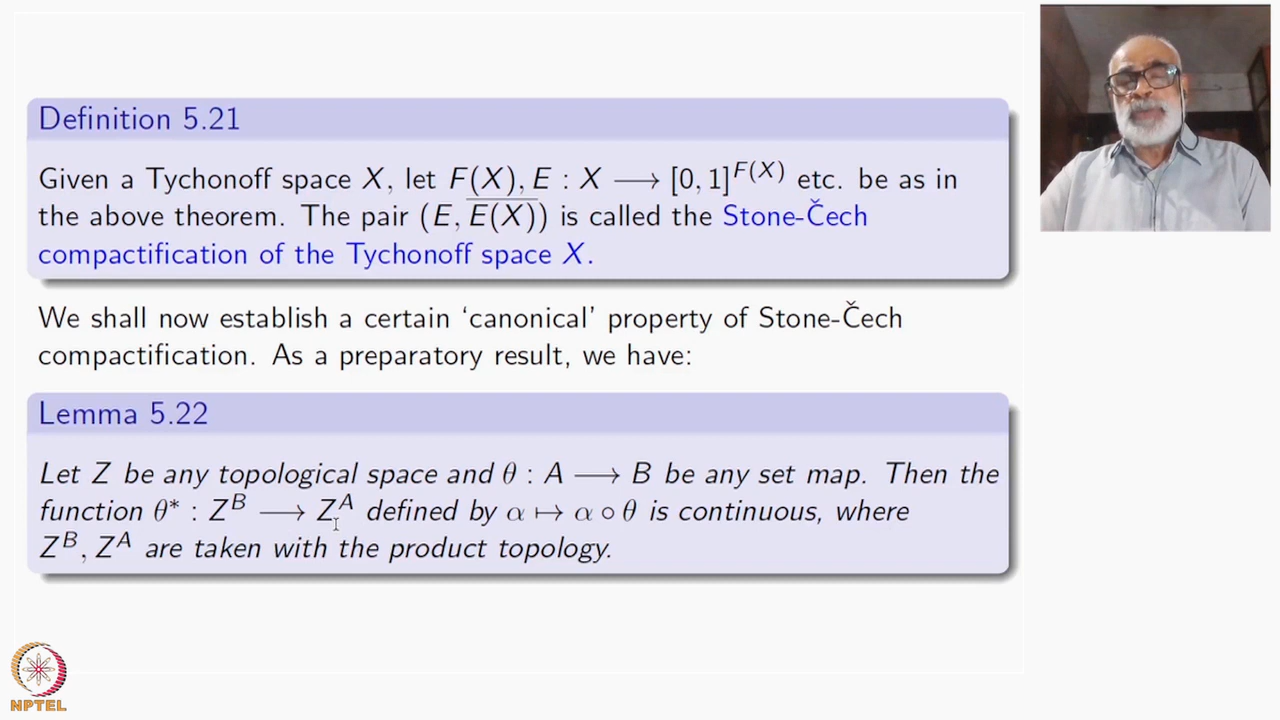 Definition 5.21
Given a Tychonoff space X, let F(X), E : X ⟶ [0, 1]^{F(X)} etc. be as in
the above theorem. The pair (E, \overline{E(X)}) is called the Stone-Čech
compactification of the Tychonoff space X.
We shall now establish a certain ‘canonical’ property of Stone-Čech
compactification. As a preparatory result, we have:
Lemma 5.22
Let Z be any topological space and θ : A ⟶ B be any set map. Then the
function θ* : Z^B ⟶ Z^A defined by α ↦ α ∘ θ is continuous, where
Z^B, Z^A are taken with the product topology.
NPTEL